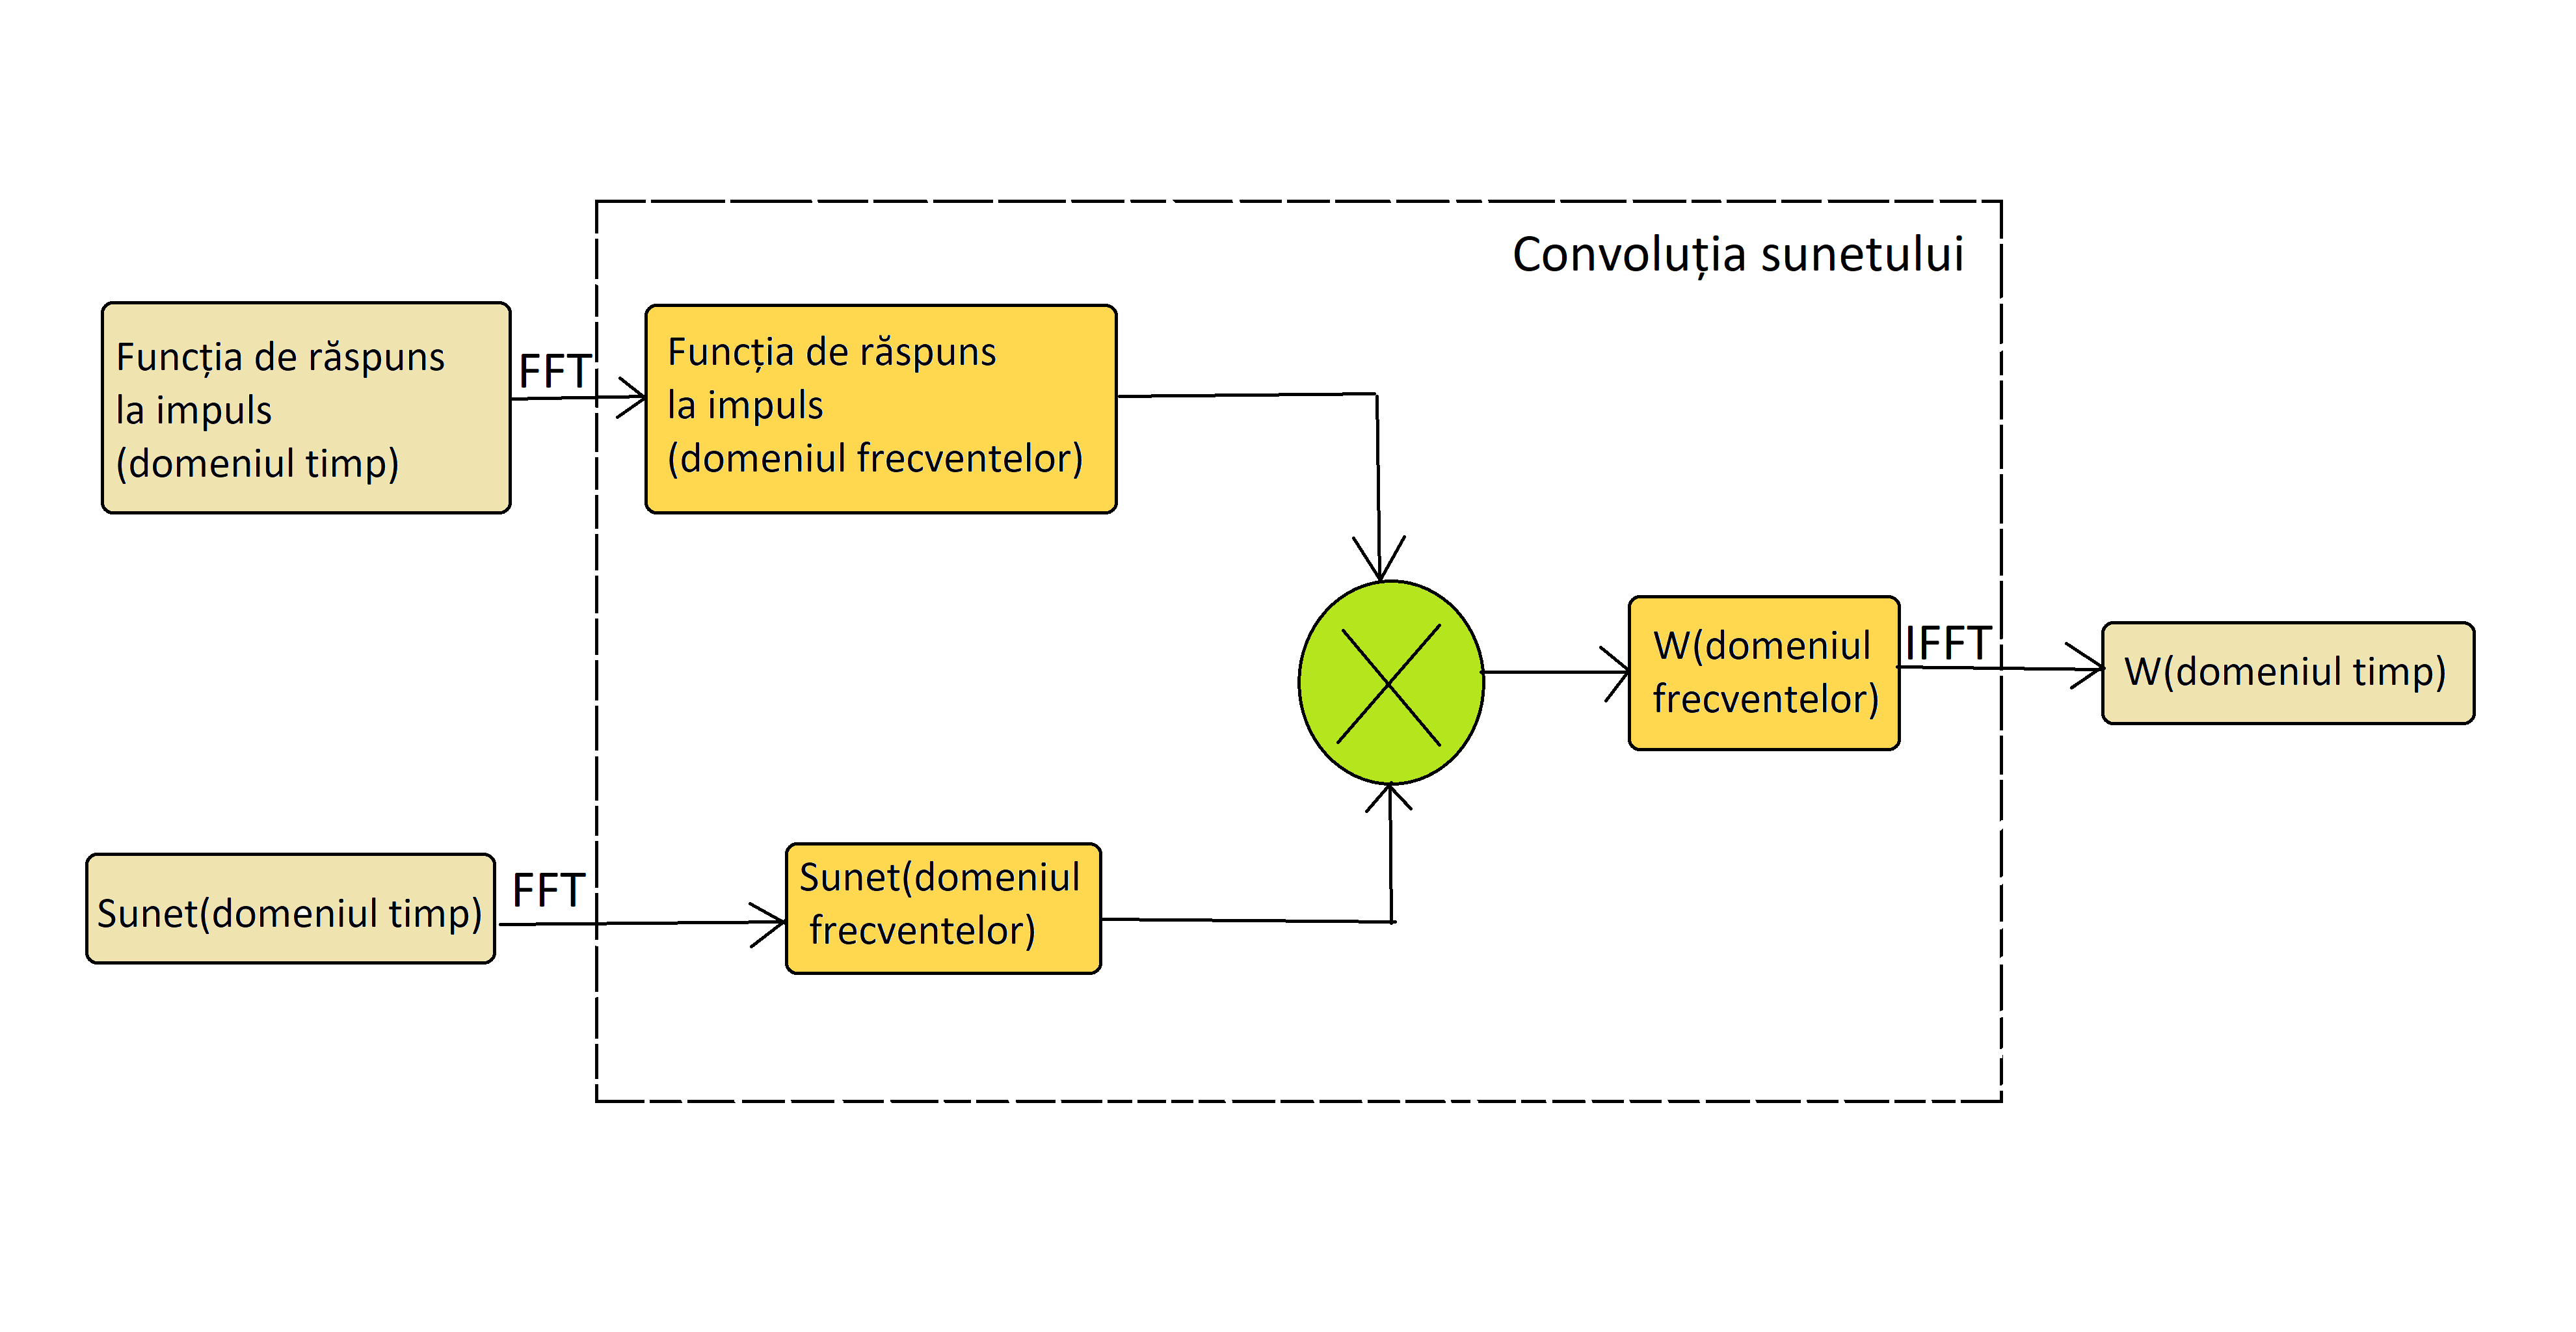 Convoluția sunetului
Funcția de răspuns
la impuls
(domeniul timp)
FFT
Funcția de răspuns
la impuls
(domeniul frecventelor)
W(domeniul
frecventelor)
IFFT
W(domeniul timp)
Sunet(domeniul timp)
FFT
Sunet(domeniul
frecventelor)